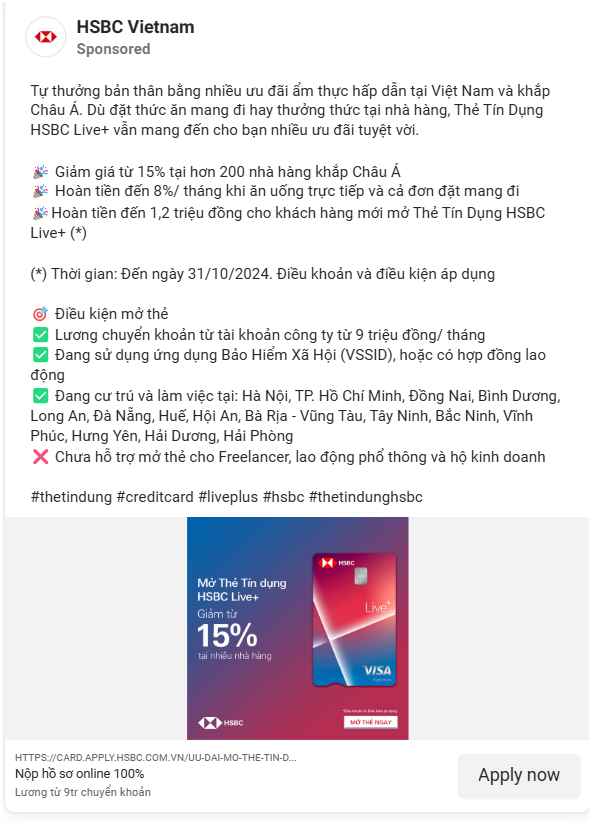 HSBC Vietnam
Sponsored
Tự thưởng bản thân bằng nhiều ưu đãi ẩm thực hấp dẫn tại Việt Nam và khắp
Châu Á. Dù đặt thức ăn mang đi hay thưởng thức tại nhà hàng, Thẻ Tín Dụng
HSBC Live+ vẫn mang đến cho bạn nhiều ưu đãi tuyệt vời.
🎉 Giảm giá từ 15% tại hơn 200 nhà hàng khắp Châu Á
🎉 Hoàn tiền đến 8%/ tháng khi ăn uống trực tiếp và cả đơn đặt mang đi
🎉Hoàn tiền đến 1,2 triệu đồng cho khách hàng mới mở Thẻ Tín Dụng HSBC
Live+ (*)
(*) Thời gian: Đến ngày 31/10/2024. Điều khoản và điều kiện áp dụng
🎯 Điều kiện mở thẻ
✅ Lương chuyển khoản từ tài khoản công ty từ 9 triệu đồng/ tháng
✅ Đang sử dụng ứng dụng Bảo Hiểm Xã Hội (VSSID), hoặc có hợp đồng lao
động
✅ Đang cư trú và làm việc tại: Hà Nội, TP. Hồ Chí Minh, Đồng Nai, Bình Dương,
Long An, Đà Nẵng, Huế, Hội An, Bà Rịa - Vũng Tàu, Tây Ninh, Bắc Ninh, Vĩnh
Phúc, Hưng Yên, Hải Dương, Hải Phòng
❌ Chưa hỗ trợ mở thẻ cho Freelancer, lao động phổ thông và hộ kinh doanh
#thetindung #creditcard #liveplus #hsbc #thetindunghsbc
Mở Thẻ Tín dụng
HSBC Live+
Giảm từ
15%
tại nhiều nhà hàng
HSBC
Live+
VISA
Signature
HSBC
*Điều khoản và Điều kiện áp dụng
MỞ THẺ NGAY
HTTPS://CARD.APPLY.HSBC.COM.VN/UU-DAI-MO-THE-TIN-D...
Nộp hồ sơ online 100%
Lương từ 9tr chuyển khoản
Apply now